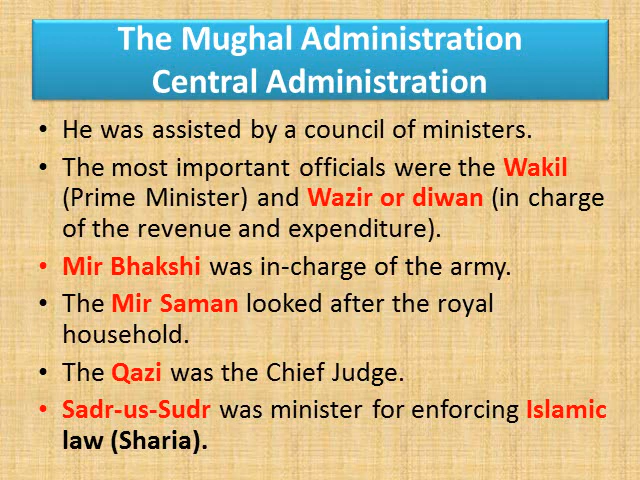 The Mughal Administration
Central Administration
• He was assisted by a council of ministers.
• The most important officials were the Wakil
(Prime Minister) and Wazir or diwan (in charge
of the revenue and expenditure).
• Mir Bhakshi was in-charge of the army.
• The Mir Saman looked after the royal
household.
• The Qazi was the Chief Judge.
• Sadr-us-Sudr was minister for enforcing Islamic
law (Sharia).